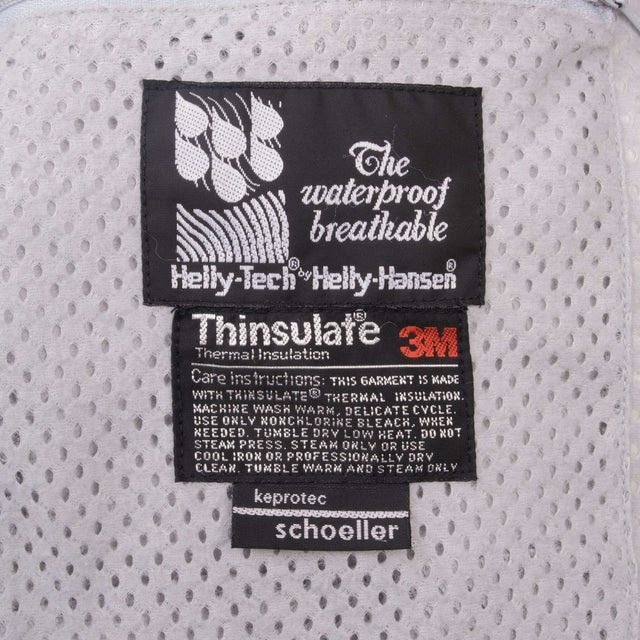 The
waterproof
breathable
Helly-Tech® by Helly-Hansen®
Thinsulate®
3M
Thermal Insulation
Care instructions: THIS GARMENT IS MADE
WITH THINSULATE® THERMAL INSULATION.
MACHINE WASH WARM, DELICATE CYCLE.
USE ONLY NONCHLORINE BLEACH, WHEN
NEEDED. TUMBLE DRY LOW HEAT. DO NOT
STEAM PRESS. STEAM ONLY OR USE
COOL IRON OR PROFESSIONALLY DRY
CLEAN, TUMBLE WARM AND STEAM ONLY
keprotec
schoeller